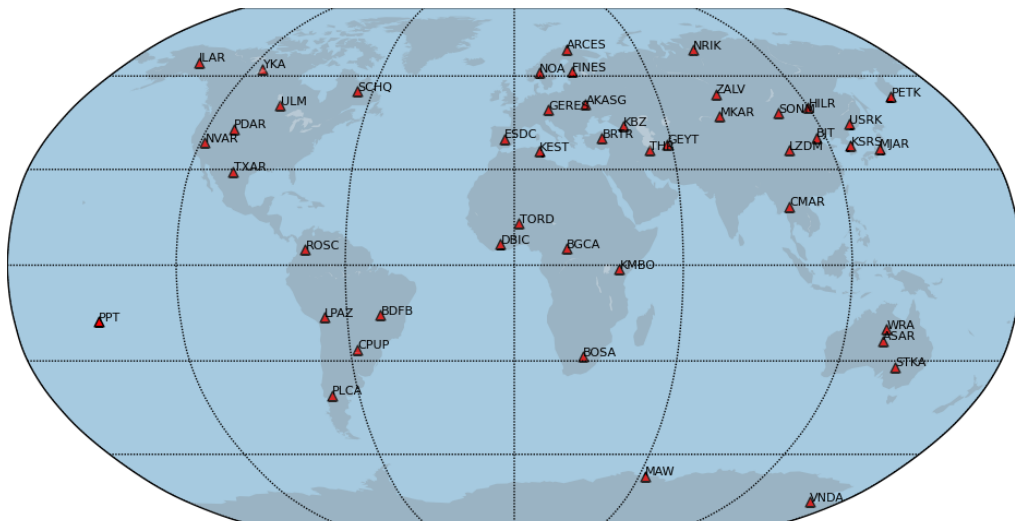 ARCES
NRIK
ILAR
YKA
NOA
FINES
SCHQ
ZALV
PETK
ULM
GERES
AKASG
HILR
MKAR
SONM
PDAR
KBZ
USRK
NVAR
ESDC
BRTR
BJT
GEYT
KEST
LZDM
KSRS
MJAR
TXAR
CMAR
TORD
ROSC
DBIC
BGCA
KMBO
PPT
LPAZ
BDFB
WRA
ASAR
CPUP
BOSA
STKA
PLCA
MAW
VNDA